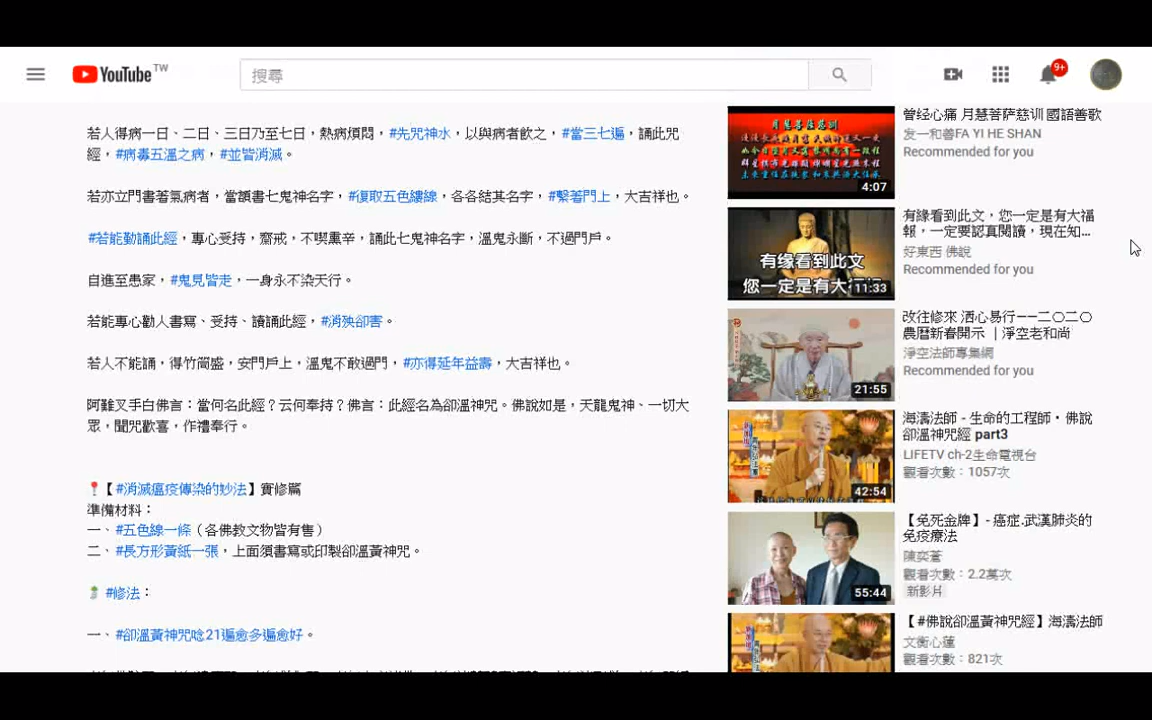 YouTube TW
搜尋
9+
若人得病一日、二日、三日乃至七日，熱病煩悶，#先咒神水，以與病者飲之，#當三七遍，誦此咒
經，#病毒五溫之病，#並皆消滅。
若亦立門書著氣病者，當額書七鬼神名字，#復取五色縷線，各各結其名字，#繫著門上，大吉祥也。
#若能勤誦此經，專心受持，齋戒，不喫熏辛，誦此七鬼神名字，溫鬼永斷，不過門戶。
自進至患家，#鬼見皆走，一身永不染天行。
若能專心勸人書寫、受持、讀誦此經，#消殃卻害。
若人不能誦，得竹筒盛，安門戶上，溫鬼不敢過門，#亦得延年益壽，大吉祥也。
阿難叉手白佛言：當何名此經？云何奉持？佛言：此經名為卻溫神咒。佛說如是，天龍鬼神、一切大
眾，聞咒歡喜，作禮奉行。
【#消滅瘟疫傳染的妙法】實修篇
準備材料：
一、#五色線一條（各佛教文物皆有售）
二、#長方形黃紙一張，上面須書寫或印製卻溫黃神咒。
#修法：
一、#卻溫黃神咒唸21遍愈多遍愈好。
曾经心痛 月慧菩萨慈训 國語善歌
发一和善FA YI HE SHAN
Recommended for you
月慧菩薩慈訓
4:07
有緣看到此文，您一定是有大福
報，一定要認真閱讀，現在知...
好東西 佛說
Recommended for you
有緣看到此文
您一定是有大福
11:33
改往修來 洒心易行——二〇二〇
農曆新春開示 ｜淨空老和尚
淨空法師專集網
Recommended for you
21:55
海濤法師 - 生命的工程師‧佛說
卻溫神咒經 part3
LIFETV ch-2生命電視台
觀看次數：1057次
42:54
【免死金牌】- 癌症.武漢肺炎的
免疫療法
陳奕蒼
觀看次數：2.2萬次
新影片
55:44
【#佛說卻溫黃神咒經】海濤法師
文衡心蓮
觀看次數：821次